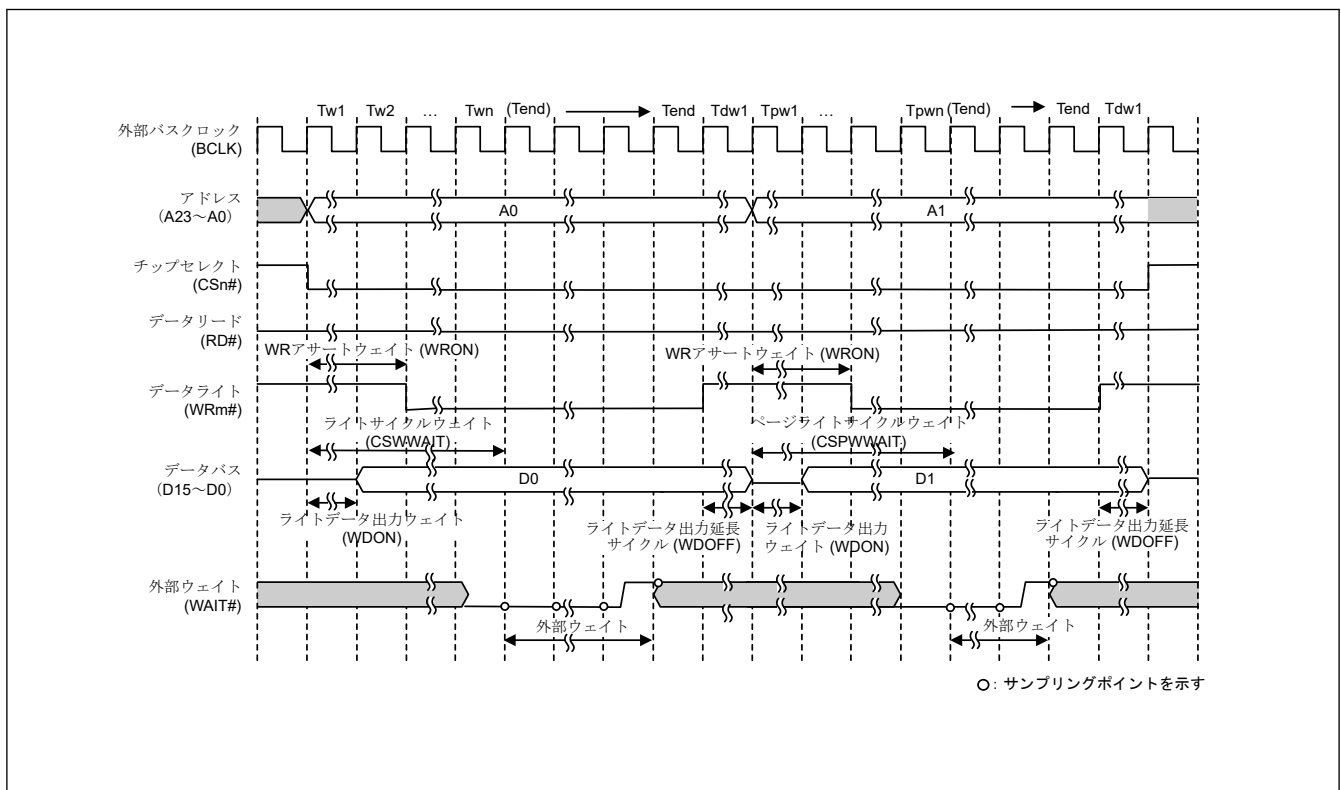 Tw1 Tw2 … Twn (Tend) Tend Tdw1 Tpw1 … Tpwn (Tend) Tend Tdw1
外部バスクロック
(BCLK)
アドレス
(A23~A0)
A0 A1
チップセレクト
(CSn#)
データリード
(RD#)
WRアサートウェイト (WRON) WRアサートウェイト (WRON)
データライト
(WRm#)
ライトサイクルウェイト ページライトサイクルウェイト
(CSWWAIT) (CSPWWAIT)
データバス
(D15~D0)
D0 D1
ライトデータ出力ウェイト ライトデータ出力延長 ライトデータ出力 ライトデータ出力延長
(WDON) サイクル (WDOFF) ウェイト (WDON) サイクル (WDOFF)
外部ウェイト
(WAIT#)
外部ウェイト 外部ウェイト
: サンプリングポイントを示す